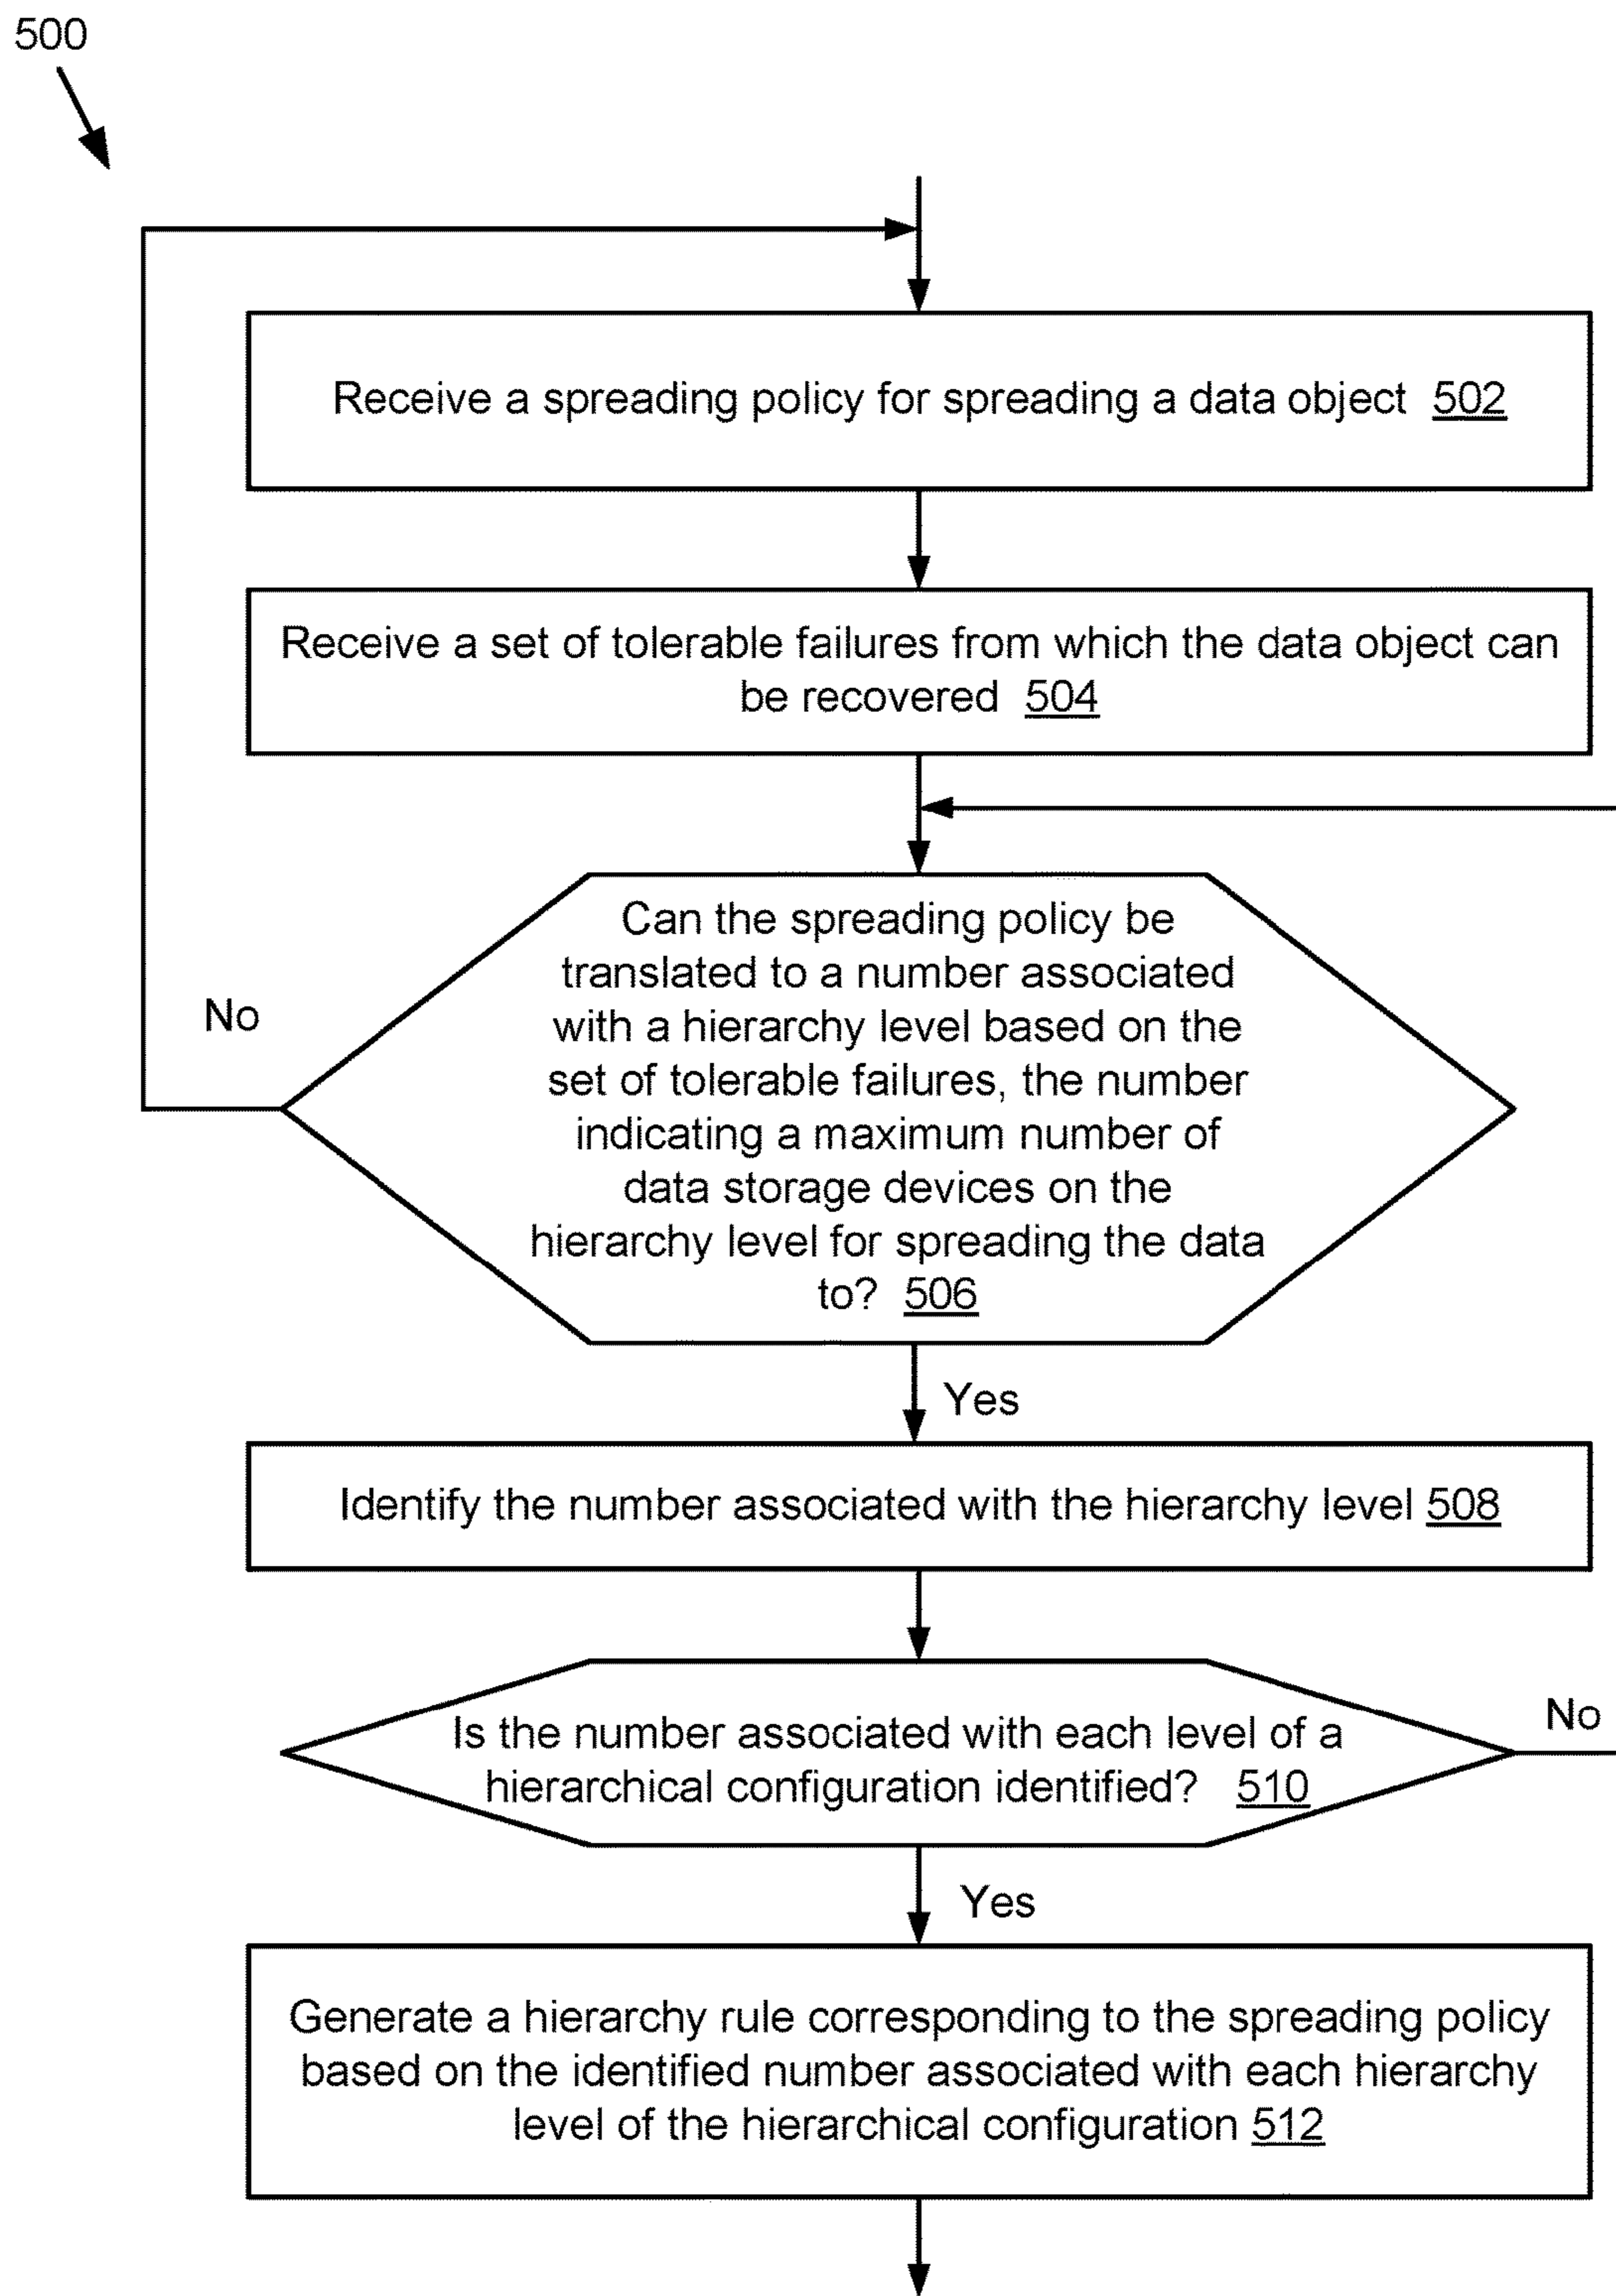 500
Receive a spreading policy for spreading a data object 502
Receive a set of tolerable failures from which the data object can
be recovered 504
Can the spreading policy be
translated to a number associated
with a hierarchy level based on the
set of tolerable failures, the number
indicating a maximum number of
data storage devices on the
hierarchy level for spreading the data
to? 506
No
Yes
Identify the number associated with the hierarchy level 508
Is the number associated with each level of a
hierarchical configuration identified? 510
No
Yes
Generate a hierarchy rule corresponding to the spreading policy
based on the identified number associated with each hierarchy
level of the hierarchical configuration 512